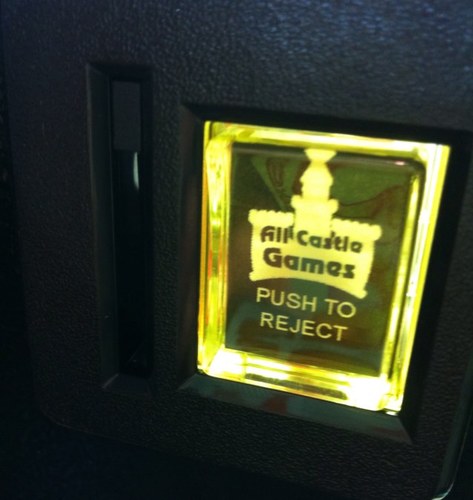 All Castle
Games
PUSH TO
REJECT